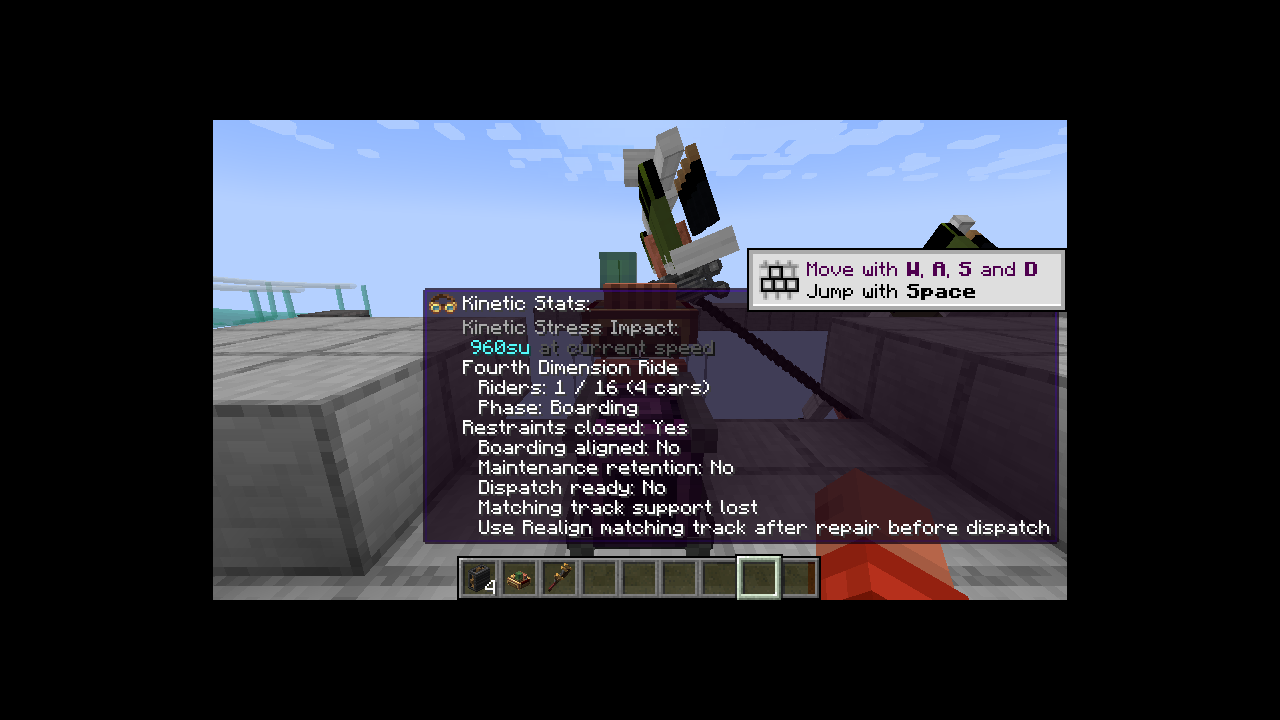 Move with W, A, S and D
Jump with Space
Kinetic Stats:
Kinetic Stress Impact:
960su at current speed
Fourth Dimension Ride
Riders: 1 / 16 (4 cars)
Phase: Boarding
Restraints closed: Yes
Boarding aligned: No
Maintenance retention: No
Dispatch ready: No
Matching track support lost
Use Realign matching track after repair before dispatch
4